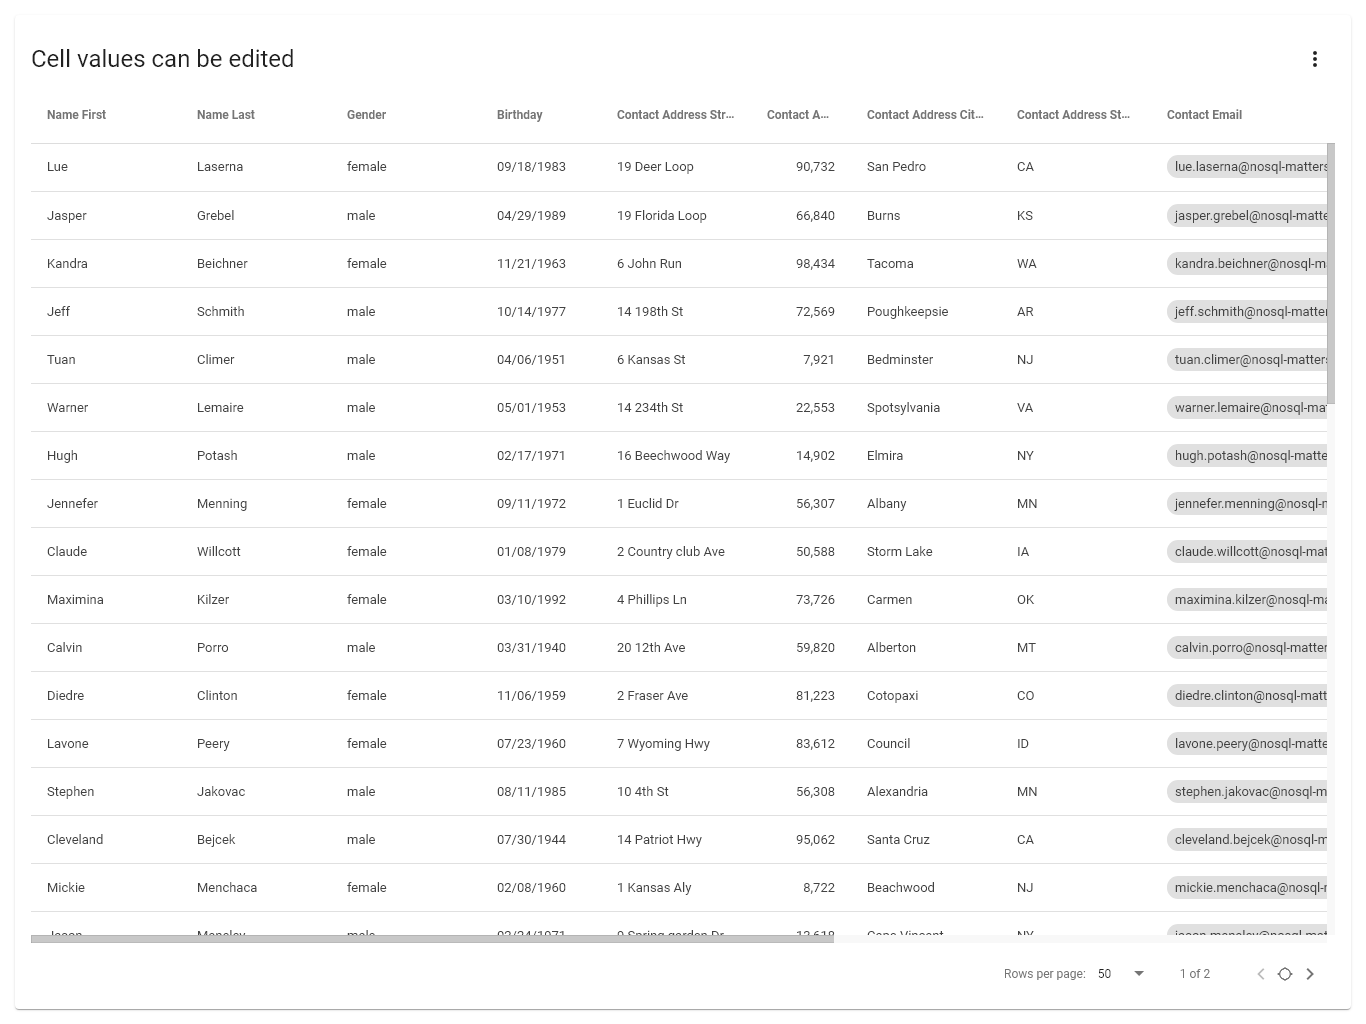 Cell values can be edited
Name First Name Last Gender Birthday Contact Address Str... Contact A... Contact Address Cit... Contact Address St... Contact Email
Lue Laserna female 09/18/1983 19 Deer Loop 90,732 San Pedro CA lue.laserna@nosql-matters
Jasper Grebel male 04/29/1989 19 Florida Loop 66,840 Burns KS jasper.grebel@nosql-matte
Kandra Beichner female 11/21/1963 6 John Run 98,434 Tacoma WA kandra.beichner@nosql-m
Jeff Schmith male 10/14/1977 14 198th St 72,569 Poughkeepsie AR jeff.schmith@nosql-matter
Tuan Climer male 04/06/1951 6 Kansas St 7,921 Bedminster NJ tuan.climer@nosql-matters
Warner Lemaire male 05/01/1953 14 234th St 22,553 Spotsylvania VA warner.lemaire@nosql-mat
Hugh Potash male 02/17/1971 16 Beechwood Way 14,902 Elmira NY hugh.potash@nosql-matte
Jennefer Menning female 09/11/1972 1 Euclid Dr 56,307 Albany MN jennefer.menning@nosql-m
Claude Willcott female 01/08/1979 2 Country club Ave 50,588 Storm Lake IA claude.willcott@nosql-mat
Maximina Kilzer female 03/10/1992 4 Phillips Ln 73,726 Carmen OK maximina.kilzer@nosql-ma
Calvin Porro male 03/31/1940 20 12th Ave 59,820 Alberton MT calvin.porro@nosql-matter
Diedre Clinton female 11/06/1959 2 Fraser Ave 81,223 Cotopaxi CO diedre.clinton@nosql-matt
Lavone Peery female 07/23/1960 7 Wyoming Hwy 83,612 Council ID lavone.peery@nosql-matte
Stephen Jakovac male 08/11/1985 10 4th St 56,308 Alexandria MN stephen.jakovac@nosql-m
Cleveland Bejcek male 07/30/1944 14 Patriot Hwy 95,062 Santa Cruz CA cleveland.bejcek@nosql-m
Mickie Menchaca female 02/08/1960 1 Kansas Aly 8,722 Beachwood NJ mickie.menchaca@nosql-r
Rows per page: 50 1 of 2